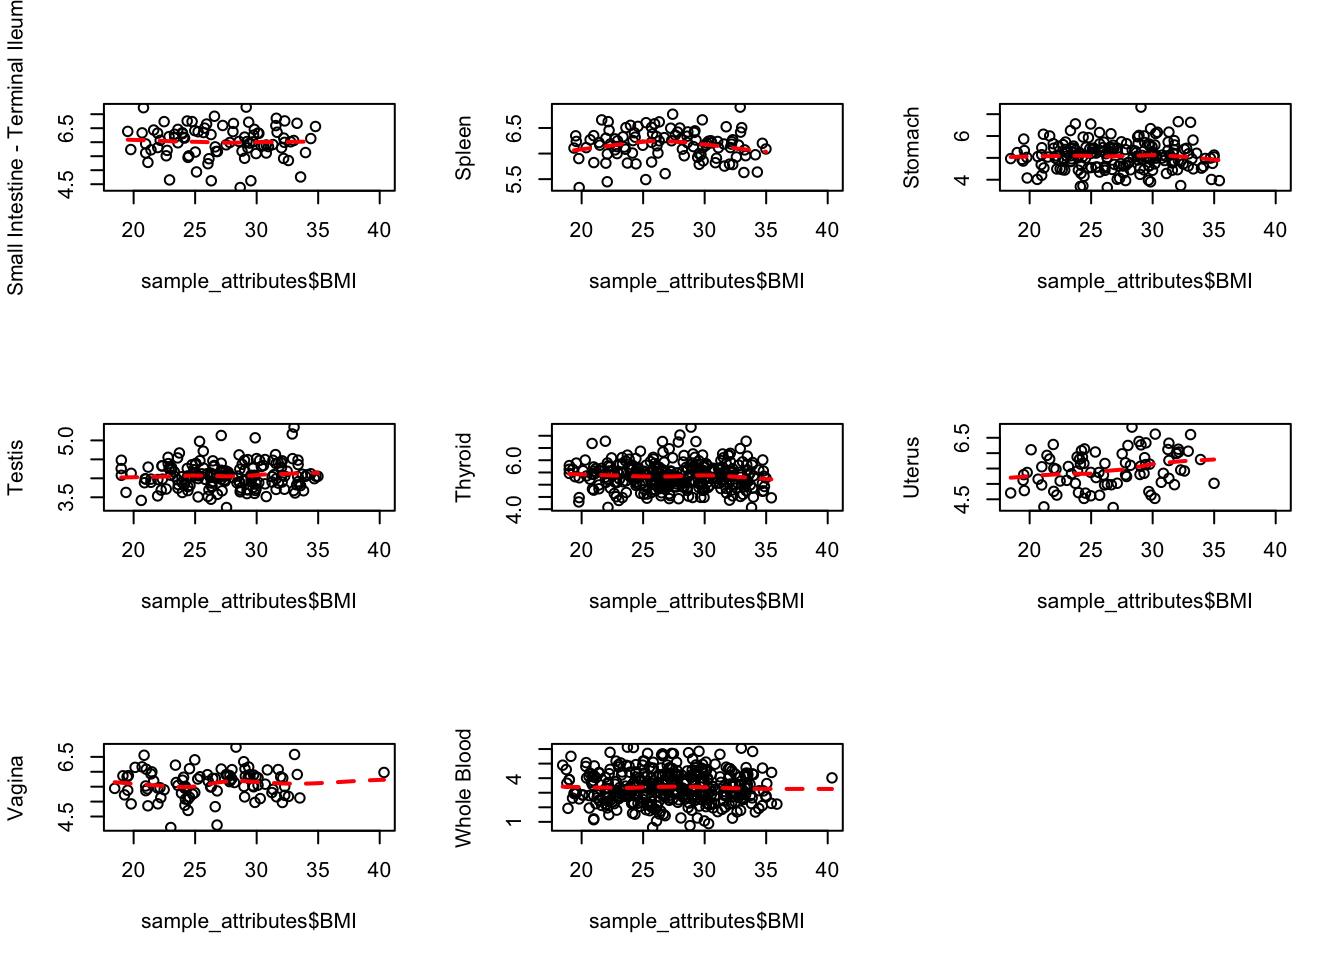 Small Intestine - Terminal Ileum
6.5
4.5
20 25 30 35 40
sample_attributes$BMI
Spleen
6.5
5.5
20 25 30 35 40
sample_attributes$BMI
Stomach
6
4
20 25 30 35 40
sample_attributes$BMI
Testis
5.0
3.5
20 25 30 35 40
sample_attributes$BMI
Thyroid
6.0
4.0
20 25 30 35 40
sample_attributes$BMI
Uterus
6.5
4.5
20 25 30 35 40
sample_attributes$BMI
Vagina
6.5
4.5
20 25 30 35 40
sample_attributes$BMI
Whole Blood
4
1
20 25 30 35 40
sample_attributes$BMI